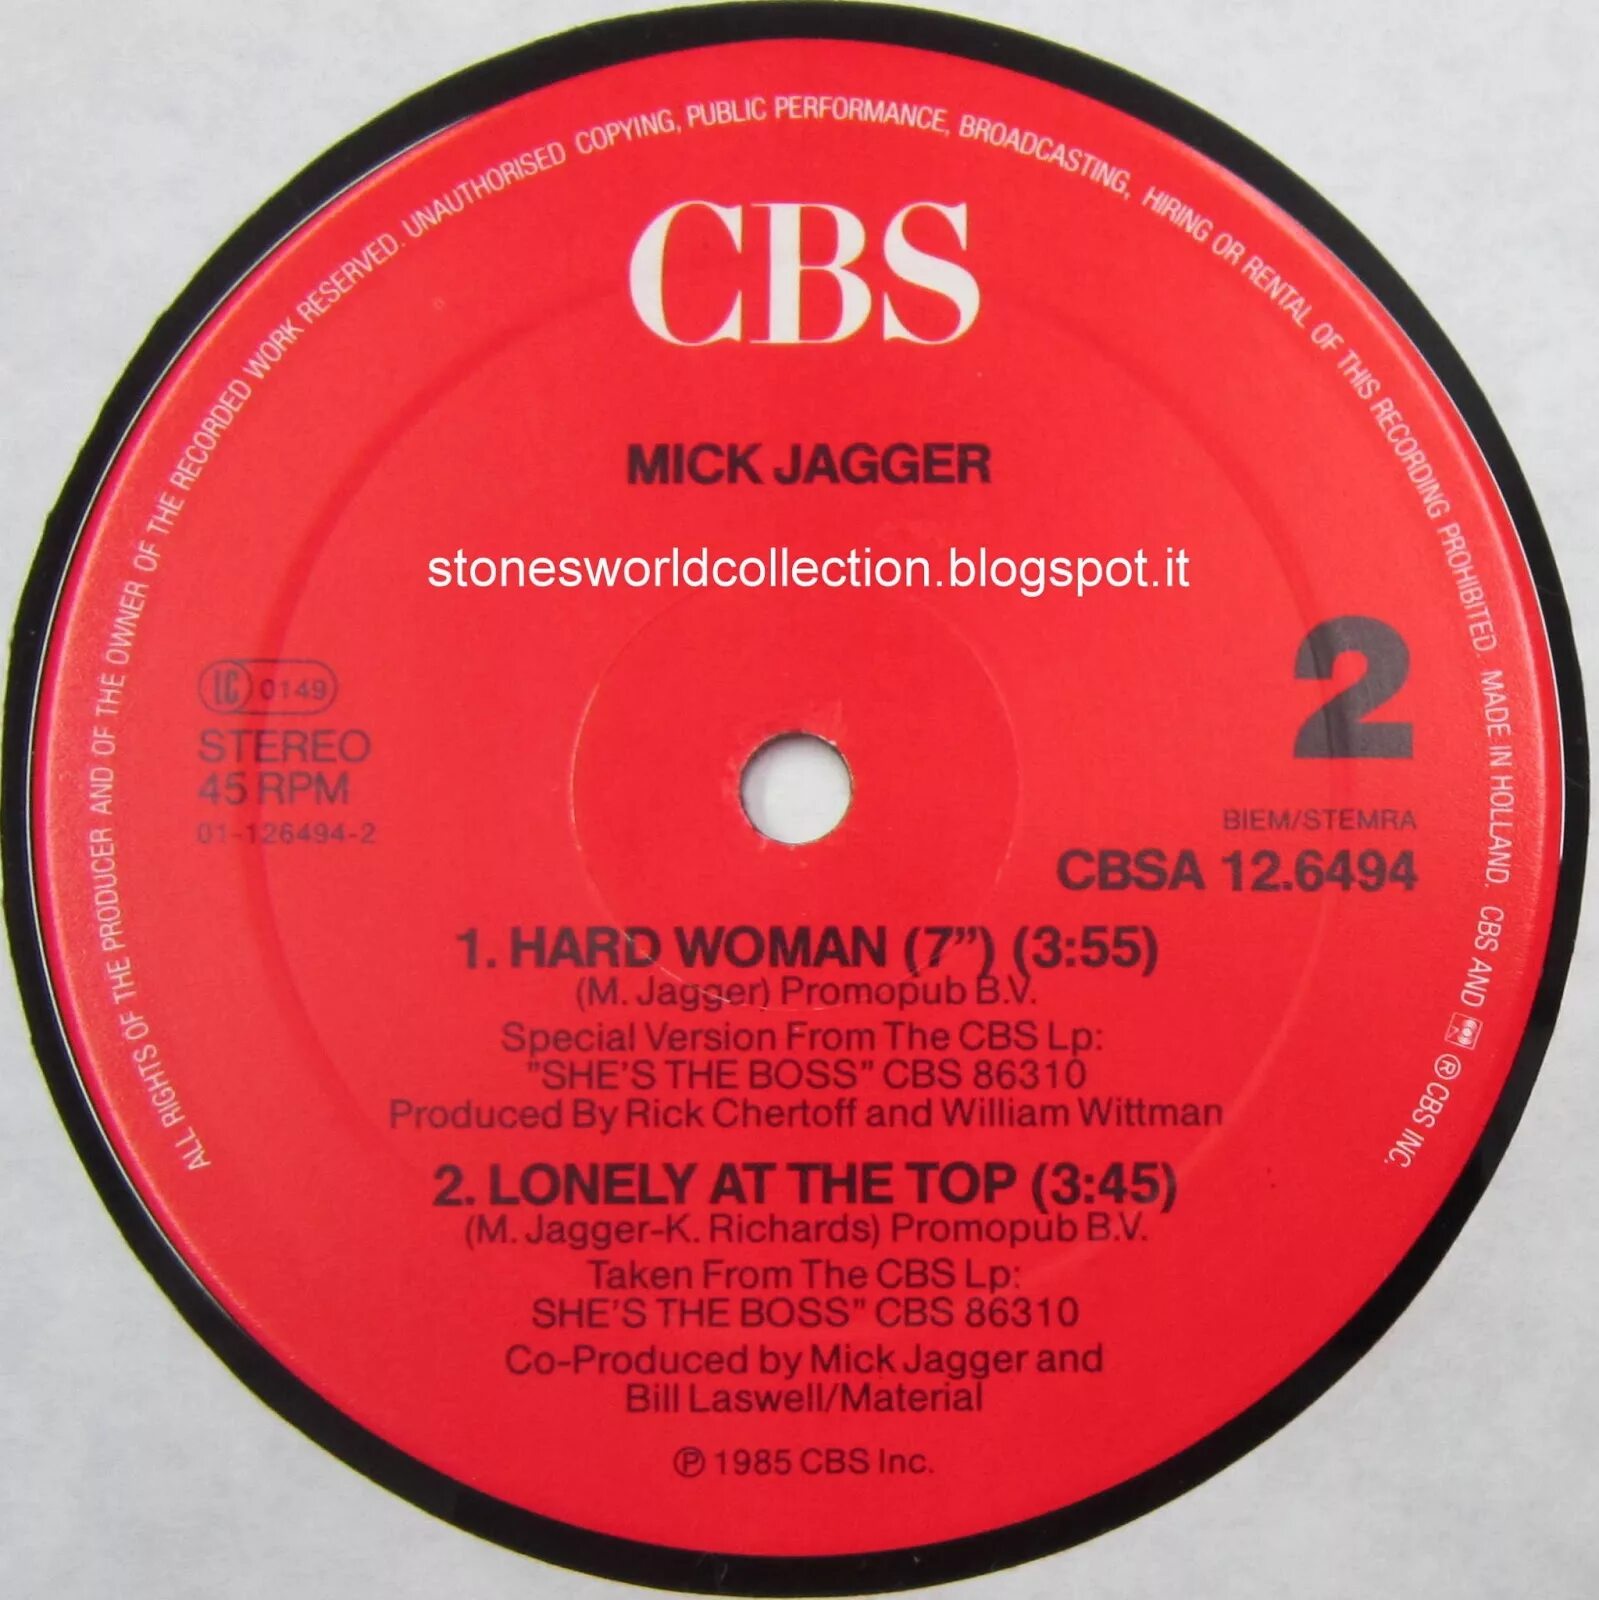 ALL RIGHTS OF THE PRODUCER AND OF THE OWNER OF THE RECORDED WORK RESERVED. UNAUTHORISED COPYING, PUBLIC PERFORMANCE, BROADCASTING, HIRING OR RENTAL OF THIS RECORDING PROHIBITED. MADE IN HOLLAND. CBS AND ® CBS INC.
CBS
MICK JAGGER
stonesworldcollection.blogspot.it
2
LC 0149
STEREO
45 RPM
01-126494-2
BIEM/STEMRA
CBSA 12.6494
1. HARD WOMAN (7”) (3:55)
(M. Jagger) Promopub B.V.
Special Version From The CBS Lp:
"SHE'S THE BOSS" CBS 86310
Produced By Rick Chertoff and William Wittman
2. LONELY AT THE TOP (3:45)
(M. Jagger-K. Richards) Promopub B.V.
Taken From The CBS Lp:
SHE'S THE BOSS" CBS 86310
Co-Produced by Mick Jagger and
Bill Laswell/Material
℗ 1985 CBS Inc.